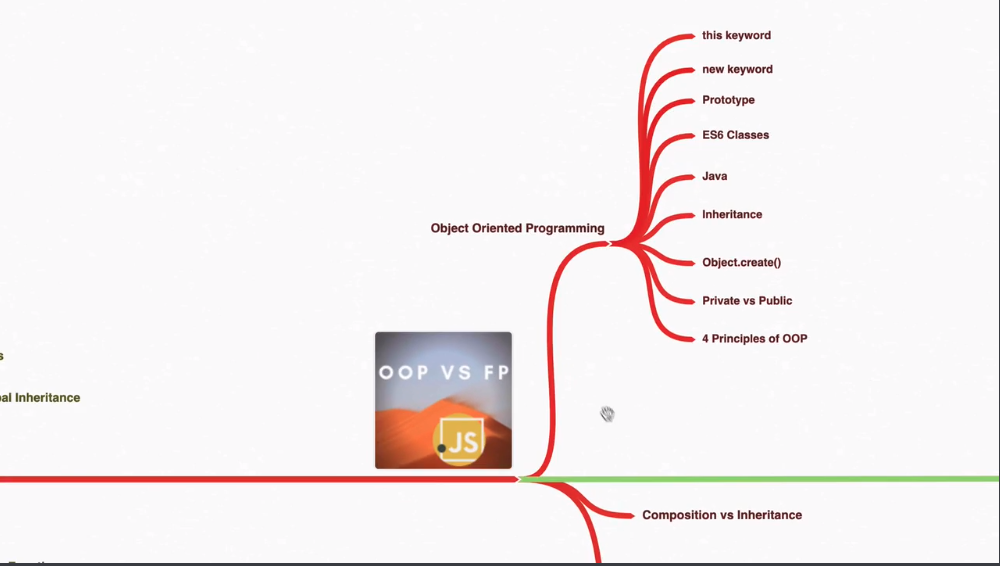 this keyword
new keyword
Prototype
ES6 Classes
Java
Inheritance
Object Oriented Programming
Object.create()
Private vs Public
4 Principles of OOP
OOP VS FP
JS
pal Inheritance
Composition vs Inheritance